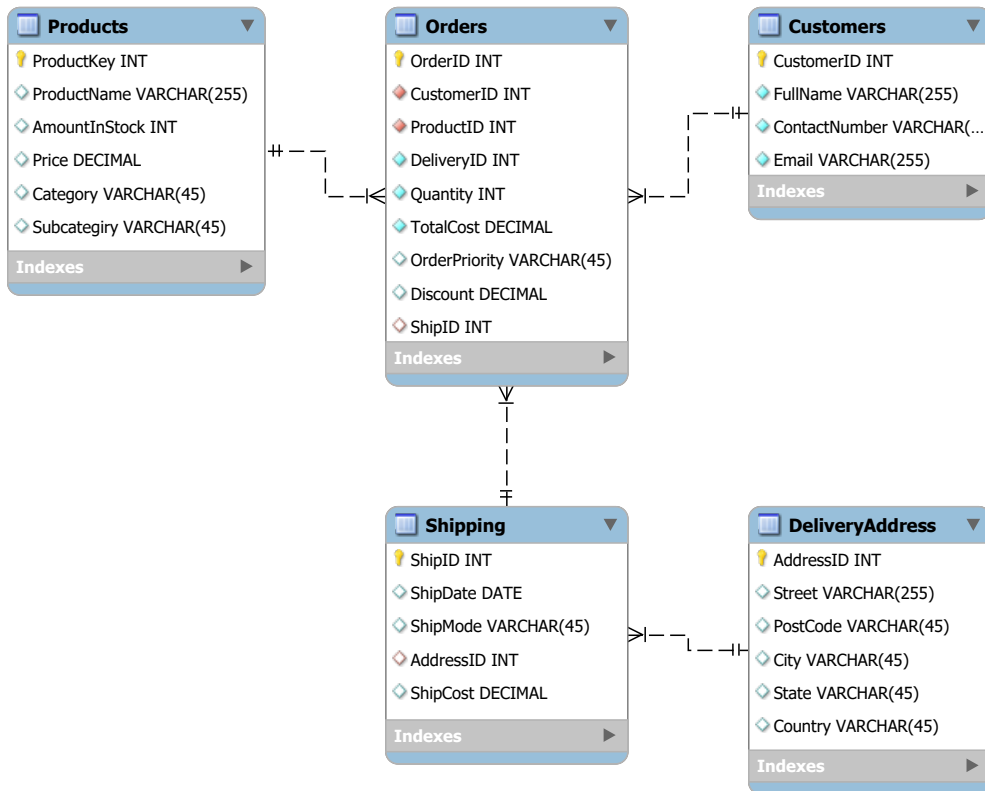 Products
ProductKey INT
ProductName VARCHAR(255)
AmountInStock INT
Price DECIMAL
Category VARCHAR(45)
Subcategiry VARCHAR(45)
Indexes
Orders
OrderID INT
CustomerID INT
ProductID INT
DeliveryID INT
Quantity INT
TotalCost DECIMAL
OrderPriority VARCHAR(45)
Discount DECIMAL
ShipID INT
Indexes
Customers
CustomerID INT
FullName VARCHAR(255)
ContactNumber VARCHAR(...
Email VARCHAR(255)
Indexes
Shipping
ShipID INT
ShipDate DATE
ShipMode VARCHAR(45)
AddressID INT
ShipCost DECIMAL
Indexes
DeliveryAddress
AddressID INT
Street VARCHAR(255)
PostCode VARCHAR(45)
City VARCHAR(45)
State VARCHAR(45)
Country VARCHAR(45)
Indexes